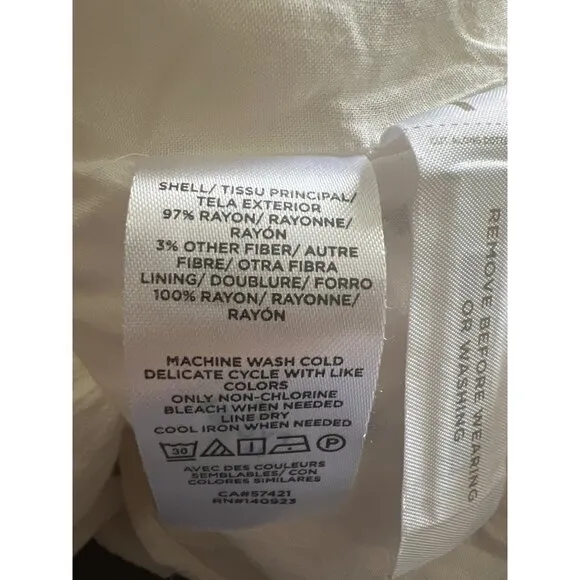 SHELL/ TISSU PRINCIPAL/
TELA EXTERIOR
97% RAYON/ RAYONNE/
RAYÓN
3% OTHER FIBER/ AUTRE
FIBRE/ OTRA FIBRA
LINING/ DOUBLURE/ FORRO
100% RAYON/ RAYONNE/
RAYÓN
MACHINE WASH COLD
DELICATE CYCLE WITH LIKE
COLORS
ONLY NON-CHLORINE
BLEACH WHEN NEEDED
LINE DRY
COOL IRON WHEN NEEDED
30 P
AVEC DES COULEURS
SEMBLABLES/ CON
COLORES SIMILARES
CA#57421
RN#140923
CUT ALONG DOTS
REMOVE BEFORE WEARING
OR WASHING